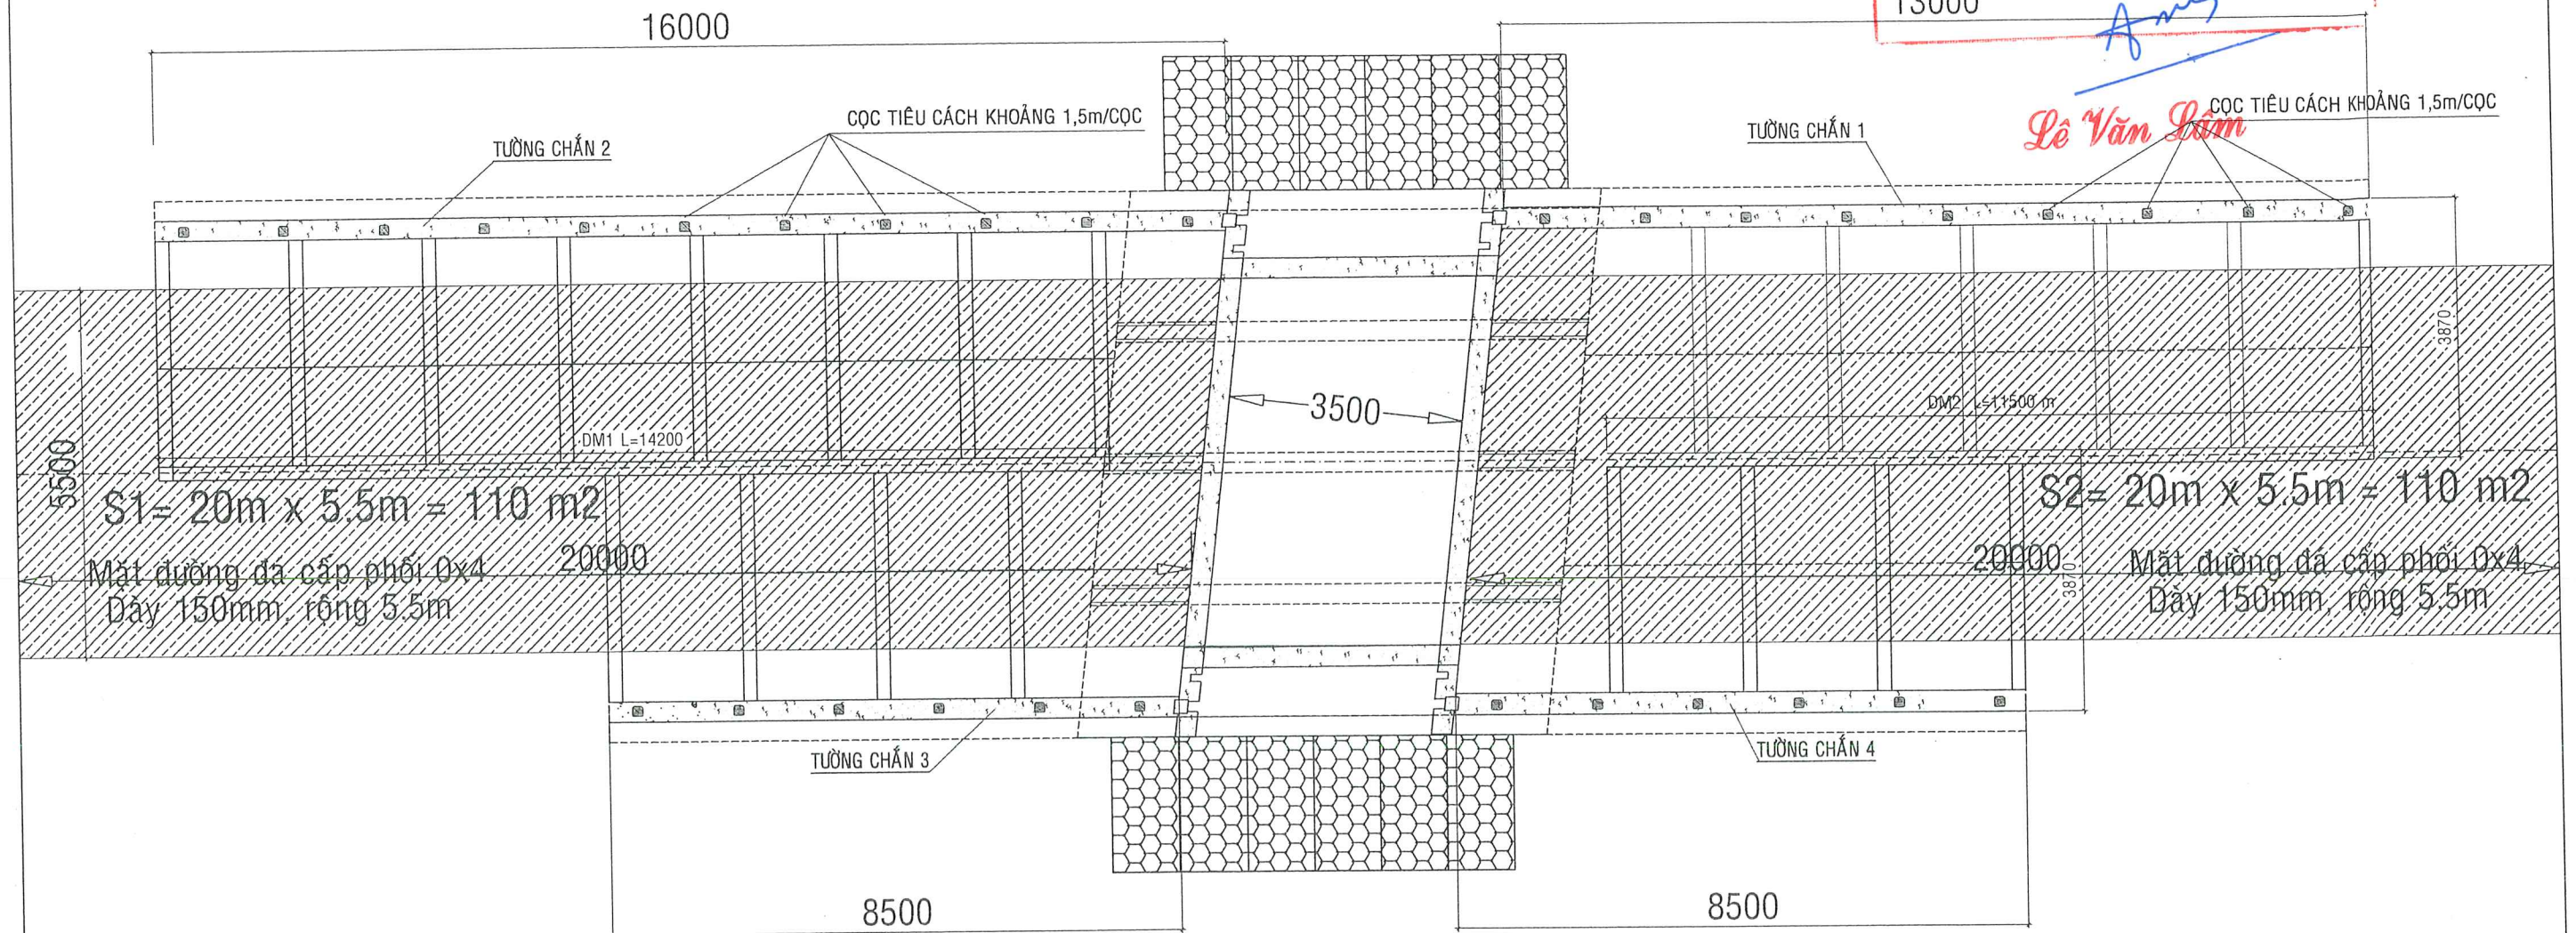 16000
13000
CỌC TIÊU CÁCH KHOẢNG 1,5m/CỌC
TƯỜNG CHẮN 2
TƯỜNG CHẮN 1
Lê Văn Lâm
CỌC TIÊU CÁCH KHOẢNG 1,5m/CỌC
3870
3500
DM1 L=14200
DM2 L=11500 m
5500
S1= 20m x 5.5m = 110 m2
S2= 20m x 5.5m = 110 m2
20000
Mặt đường đá cấp phối 0x4
Dày 150mm, rộng 5.5m
20000
3870
Mặt đường đá cấp phối 0x4
Dày 150mm, rộng 5.5m
TƯỜNG CHẮN 3
TƯỜNG CHẮN 4
8500
8500